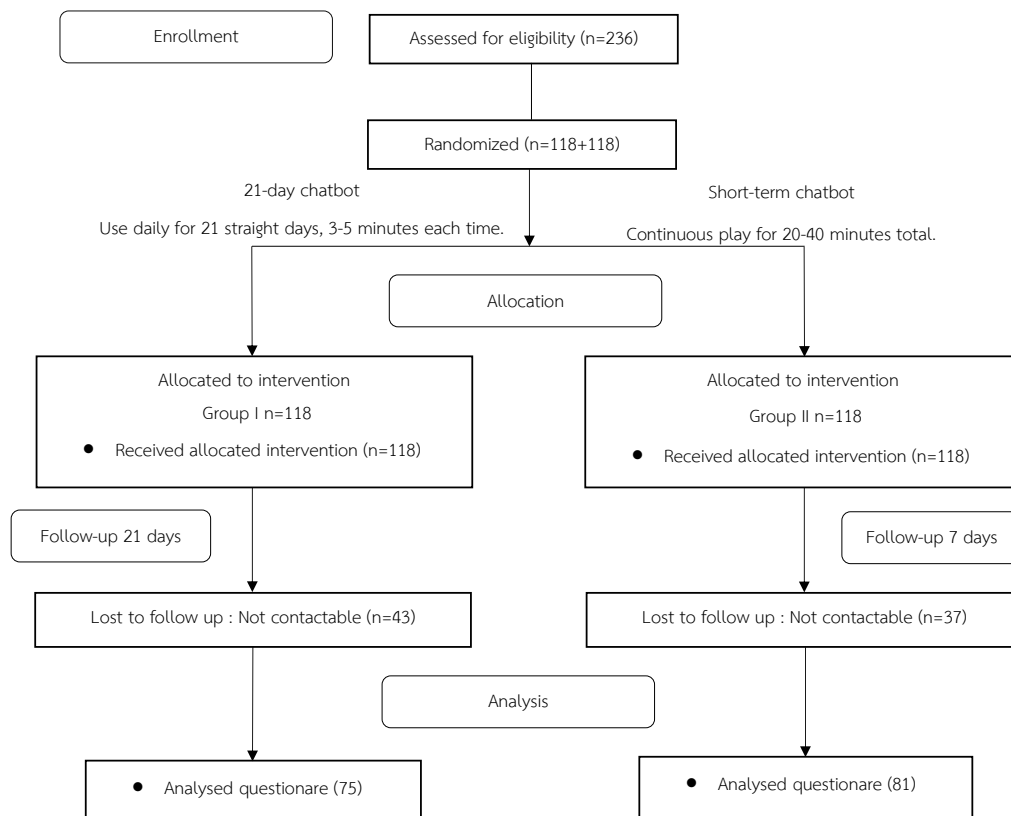 Enrollment
Assessed for eligibility (n=236)
Randomized (n=118+118)
21-day chatbot
Use daily for 21 straight days, 3-5 minutes each time.
Short-term chatbot
Continuous play for 20-40 minutes total.
Allocation
Allocated to intervention
Group I n=118
● Received allocated intervention (n=118)
Allocated to intervention
Group II n=118
● Received allocated intervention (n=118)
Follow-up 21 days
Follow-up 7 days
Lost to follow up : Not contactable (n=43)
Lost to follow up : Not contactable (n=37)
Analysis
● Analysed questionare (75)
● Analysed questionare (81)